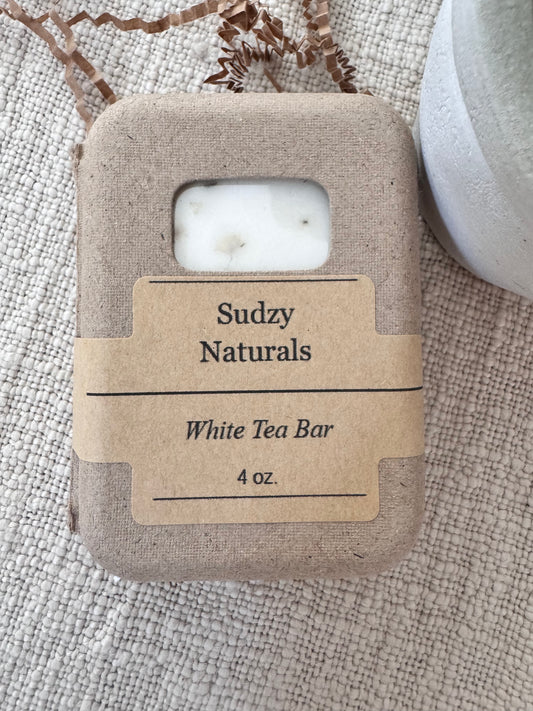 Sudzy
Naturals
White Tea Bar
4 oz.